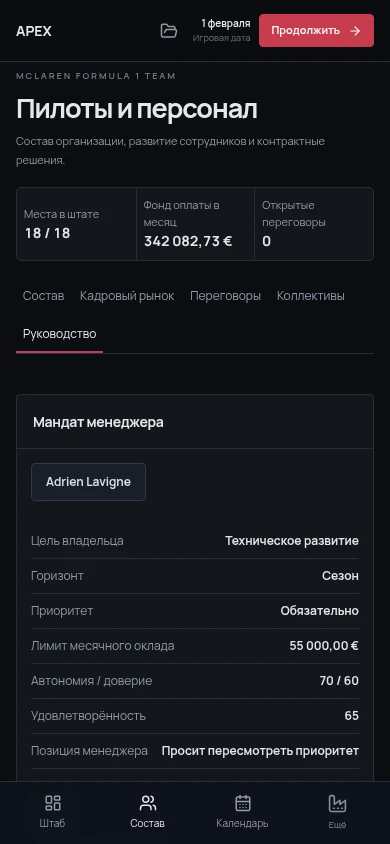 APEX
1 февраля
Игровая дата
Продолжить
MCLAREN FORMULA 1 TEAM
Пилоты и персонал
Состав организации, развитие сотрудников и контрактные
решения.
Места в штате
18 / 18
Фонд оплаты в
месяц
342 082,73 €
Открытые
переговоры
0
Состав Кадровый рынок Переговоры Коллективы
Руководство
Мандат менеджера
Adrien Lavigne
Цель владельца Техническое развитие
Горизонт Сезон
Приоритет Обязательно
Лимит месячного оклада 55 000,00 €
Автономия / доверие 70 / 60
Удовлетворённость 65
Позиция менеджера Просит пересмотреть приоритет
Штаб Состав Календарь Ещё